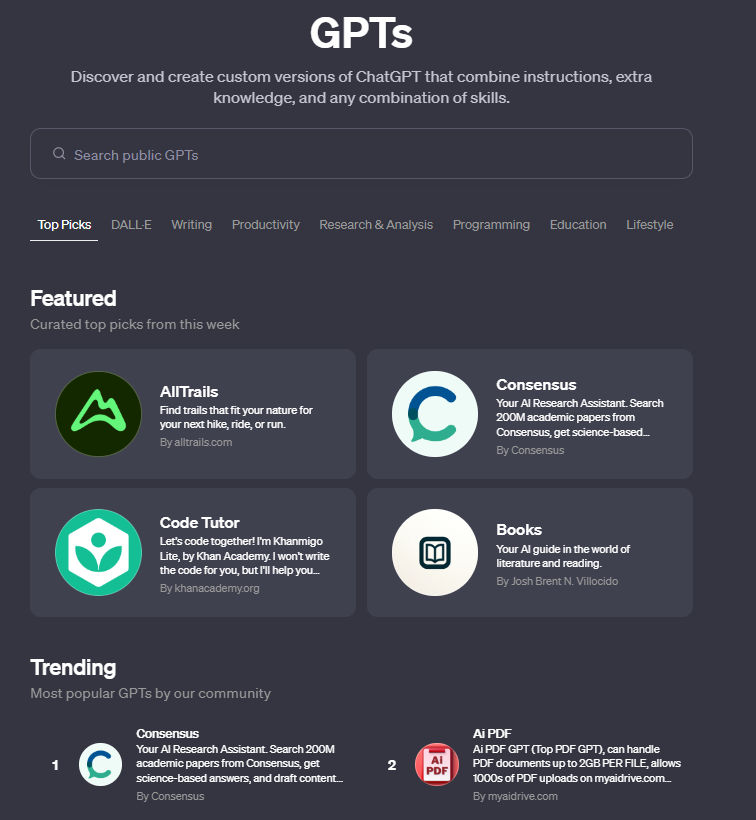 GPTs
Discover and create custom versions of ChatGPT that combine instructions, extra
knowledge, and any combination of skills.
Search public GPTs
Top Picks DALL·E Writing Productivity Research & Analysis Programming Education Lifestyle
Featured
Curated top picks from this week
AllTrails
Find trails that fit your nature for
your next hike, ride, or run.
By alltrails.com
Consensus
Your AI Research Assistant. Search
200M academic papers from
Consensus, get science-based...
By Consensus
Code Tutor
Let's code together! I'm Khanmigo
Lite, by Khan Academy. I won't write
the code for you, but I'll help you...
By khanacademy.org
Books
Your AI guide in the world of
literature and reading.
By Josh Brent N. Villocido
Trending
Most popular GPTs by our community
1
Consensus
Your AI Research Assistant. Search 200M
academic papers from Consensus, get
science-based answers, and draft content...
By Consensus
2
Ai
PDF
Ai PDF
Ai PDF GPT (Top PDF GPT), can handle
PDF documents up to 2GB PER FILE, allows
1000s of PDF uploads on myaidrive.com...
By myaidrive.com